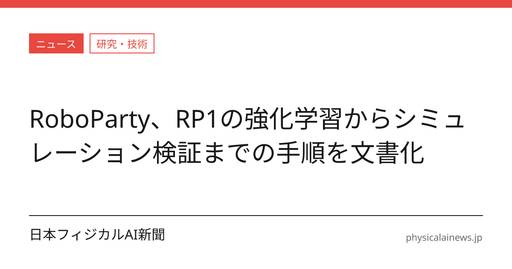 ニュース 研究・技術
RoboParty、RP1の強化学習からシミュ
レーション検証までの手順を文書化
日本フィジカルAI新聞 physicalainews.jp